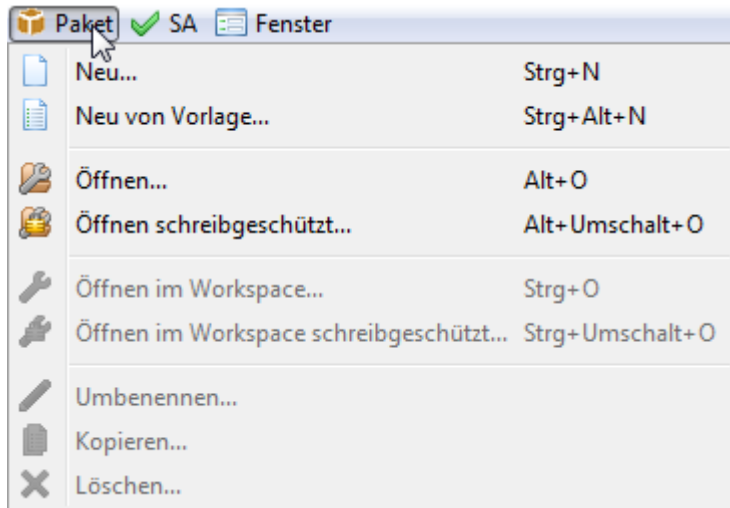 Paket SA Fenster
Neu... Strg+N
Neu von Vorlage... Strg+Alt+N
Öffnen... Alt+O
Öffnen schreibgeschützt... Alt+Umschalt+O
Öffnen im Workspace... Strg+O
Öffnen im Workspace schreibgeschützt... Strg+Umschalt+O
Umbenennen...
Kopieren...
Löschen...